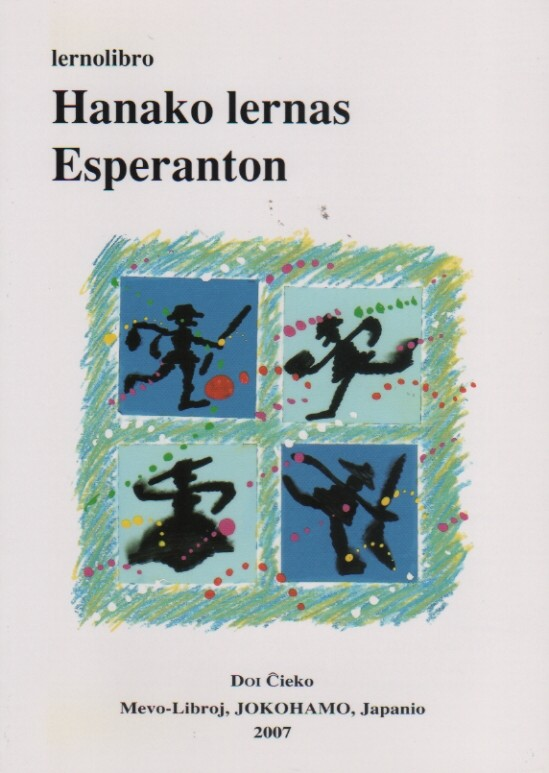 lernolibro
Hanako lernas
Esperanton
DOI Ĉieko
Mevo-Libroj, JOKOHAMO, Japanio
2007